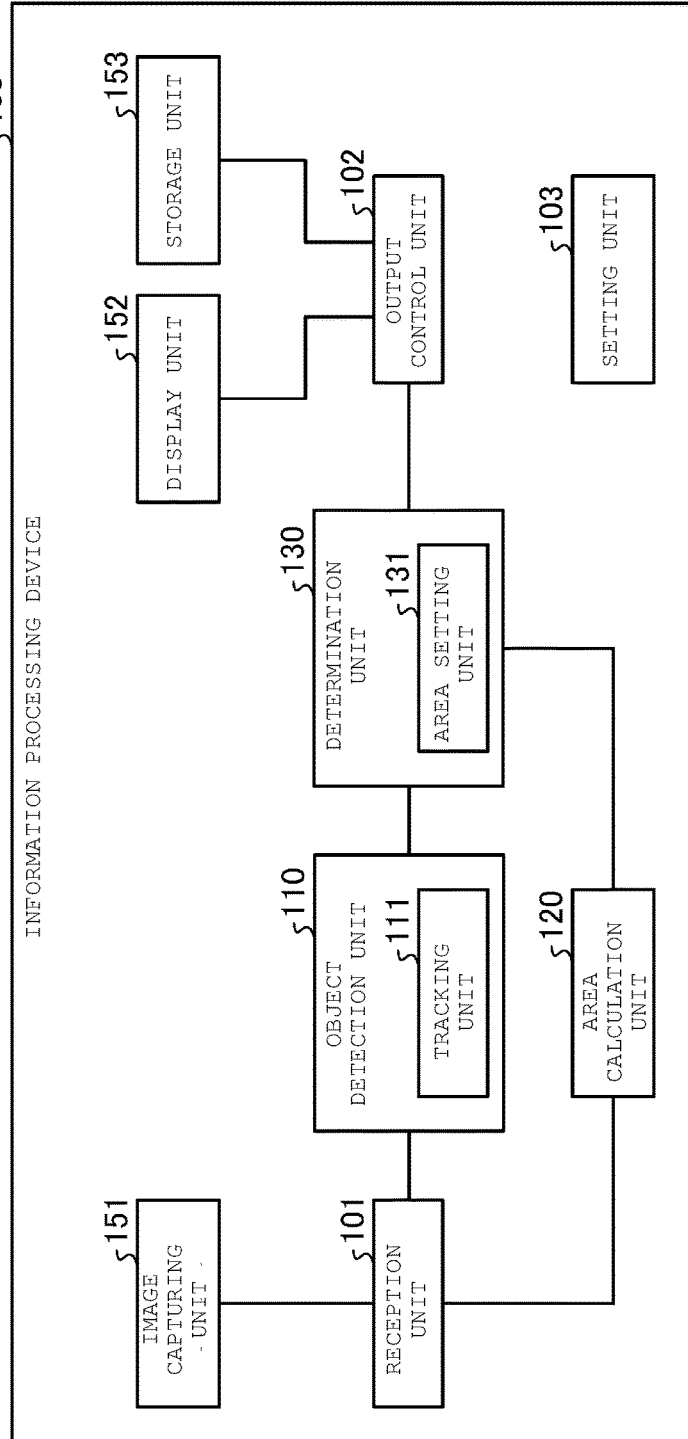 INFORMATION PROCESSING DEVICE
151
IMAGE
CAPTURING
UNIT
152
DISPLAY UNIT
153
STORAGE UNIT
101
RECEPTION
UNIT
110
OBJECT
DETECTION UNIT
111
TRACKING
UNIT
130
DETERMINATION
UNIT
131
AREA SETTING
UNIT
102
OUTPUT
CONTROL UNIT
120
AREA
CALCULATION
UNIT
103
SETTING UNIT